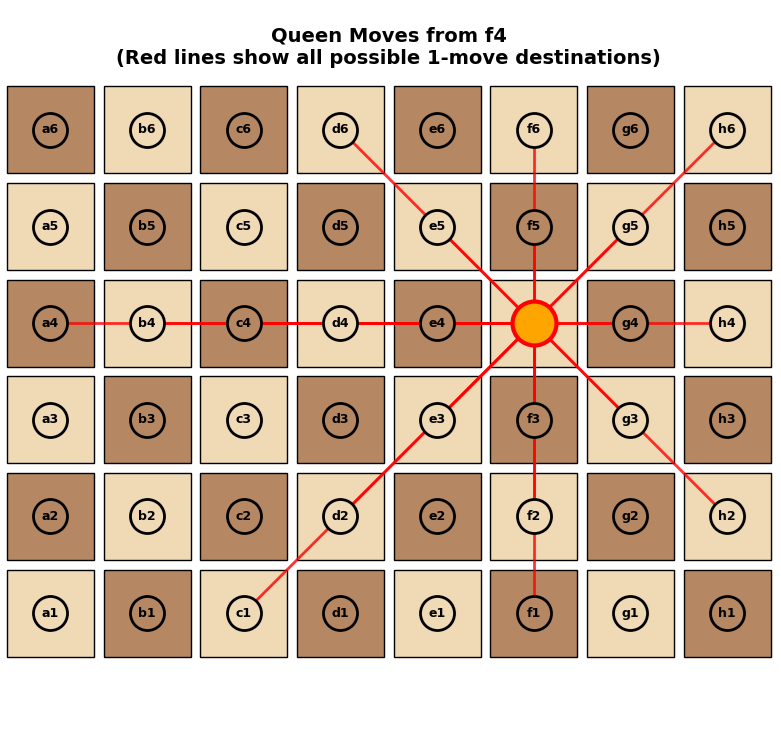 Queen Moves from f4
(Red lines show all possible 1-move destinations)
a6 b6 c6 d6 e6 f6 g6 h6
a5 b5 c5 d5 e5 f5 g5 h5
a4 b4 c4 d4 e4 g4 h4
a3 b3 c3 d3 e3 f3 g3 h3
a2 b2 c2 d2 e2 f2 g2 h2
a1 b1 c1 d1 e1 f1 g1 h1